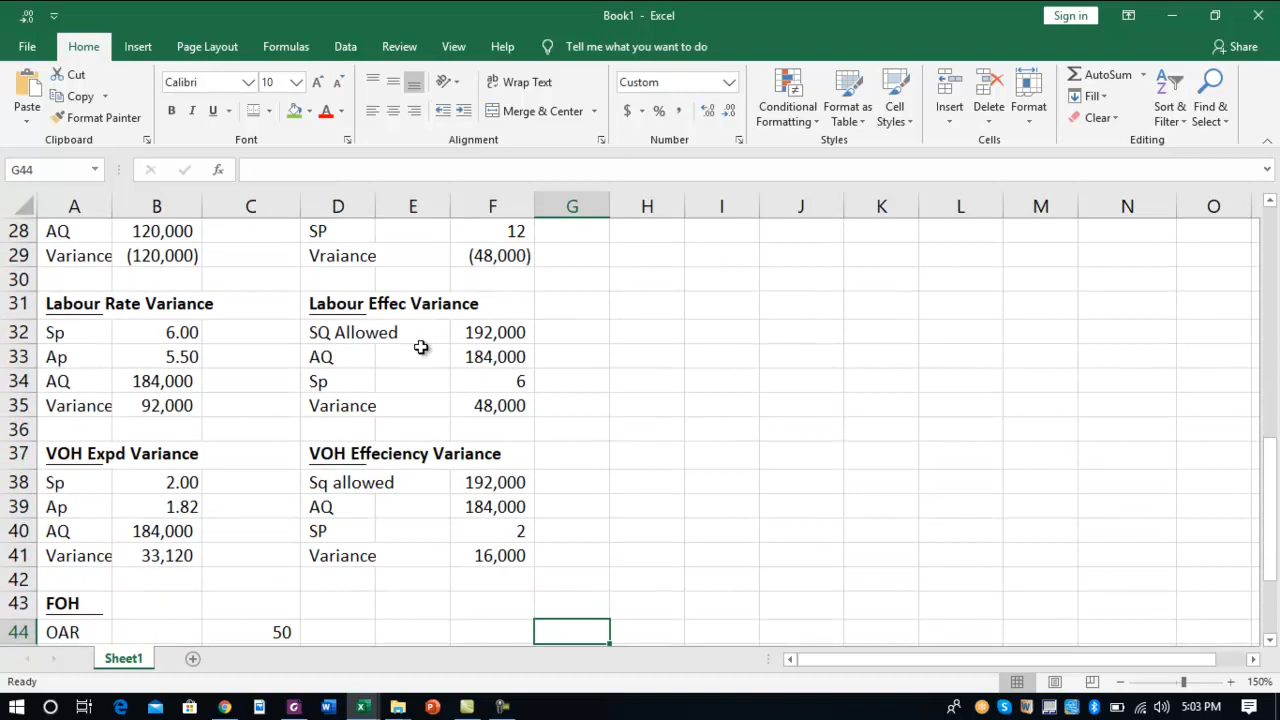 Book1 - Excel
Sign in
File Home Insert Page Layout Formulas Data Review View Help Tell me what you want to do Share
Paste
Cut
Copy
Format Painter
Clipboard
Calibri 10
B I U
Font
Wrap Text
Merge & Center
Alignment
Custom
$ % ,
Number
Conditional Formatting
Format as Table
Cell Styles
Styles
Insert Delete Format
Cells
AutoSum
Fill
Clear
Sort & Filter
Find & Select
Editing
G44 fx
A B C D E F G H I J K L M N O
28 AQ 120,000 SP 12
29 Variance (120,000) Vraiance (48,000)
30
31 Labour Rate Variance Labour Effec Variance
32 Sp 6.00 SQ Allowed 192,000
33 Ap 5.50 AQ 184,000
34 AQ 184,000 Sp 6
35 Variance 92,000 Variance 48,000
36
37 VOH Expd Variance VOH Effeciency Variance
38 Sp 2.00 Sq allowed 192,000
39 Ap 1.82 AQ 184,000
40 AQ 184,000 SP 2
41 Variance 33,120 Variance 16,000
42
43 FOH
44 OAR 50
Sheet1
Ready 150%
5:03 PM